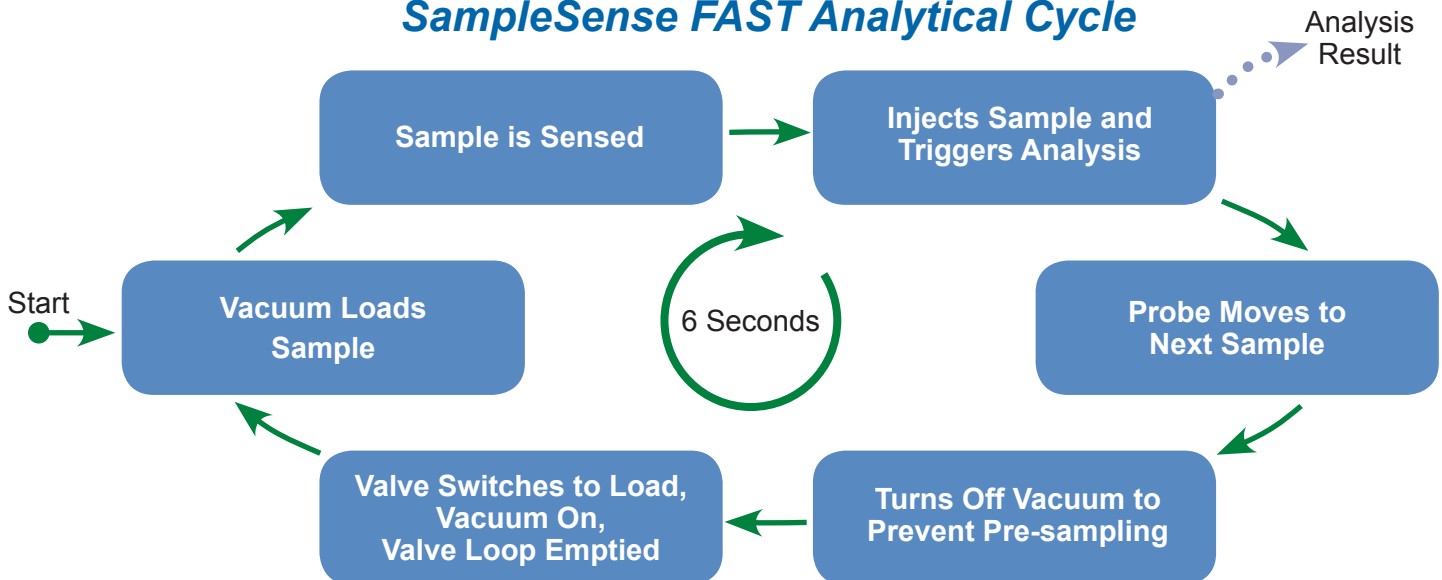 SampleSense FAST Analytical Cycle
Analysis
Result
Sample is Sensed
Injects Sample and
Triggers Analysis
Start
Vacuum Loads
Sample
6 Seconds
Probe Moves to
Next Sample
Valve Switches to Load,
Vacuum On,
Valve Loop Emptied
Turns Off Vacuum to
Prevent Pre-sampling